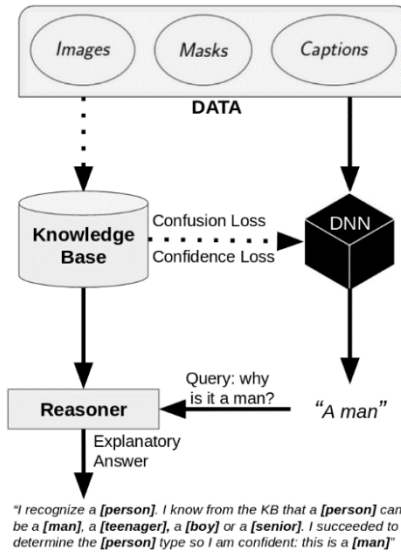 Images
Masks
Captions
DATA
Knowledge
Base
Confusion Loss
Confidence Loss
DNN
Query: why
is it a man?
"A man"
Reasoner
Explanatory
Answer
"I recognize a [person]. I know from the KB that a [person] can
be a [man], a [teenager], a [boy] or a [senior]. I succeeded to
determine the [person] type so I am confident: this is a [man]"